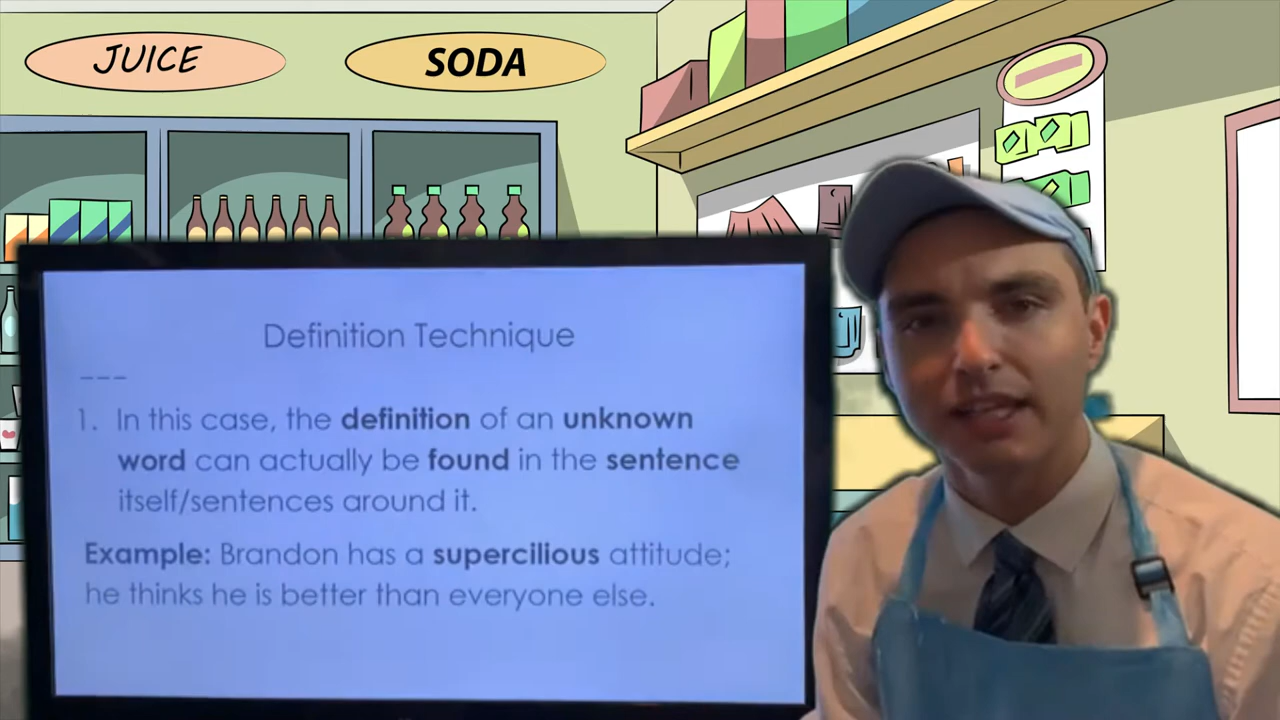 JUICE
SODA
Definition Technique
---
1. In this case, the definition of an unknown
word can actually be found in the sentence
itself/sentences around it.
Example: Brandon has a supercilious attitude;
he thinks he is better than everyone else.